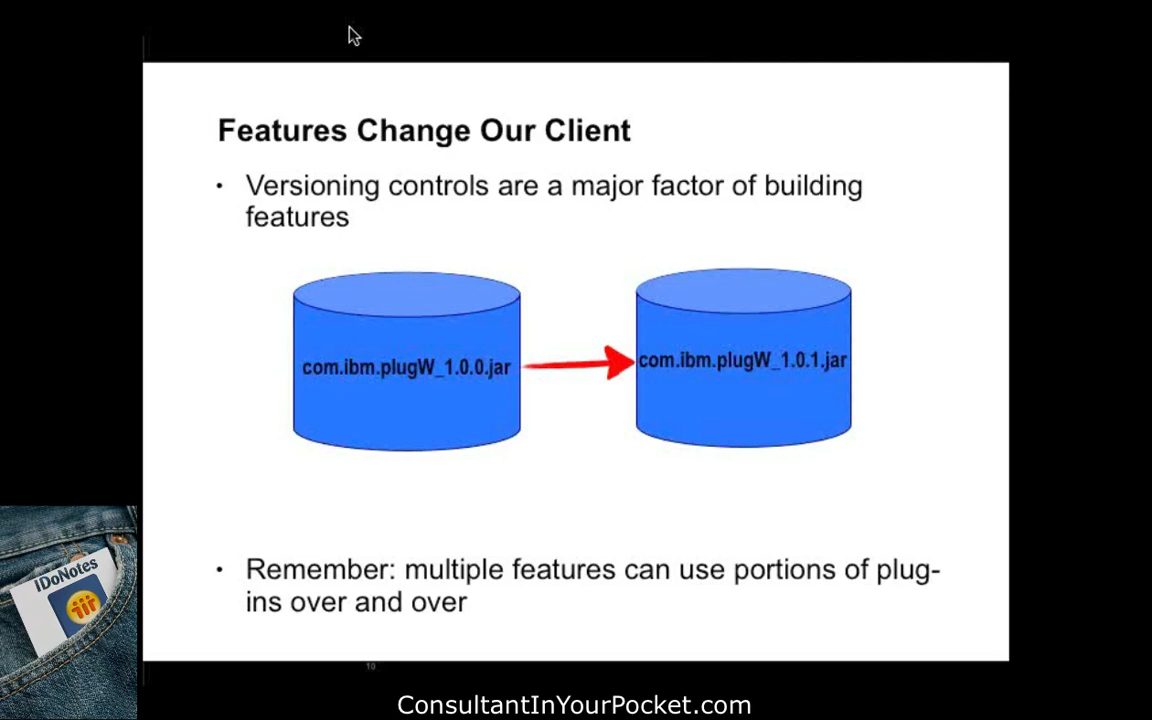 Features Change Our Client
• Versioning controls are a major factor of building
features
com.ibm.plugW_1.0.0.jar
com.ibm.plugW_1.0.1.jar
• Remember: multiple features can use portions of plug-
ins over and over
IDoNotes
10
ConsultantInYourPocket.com